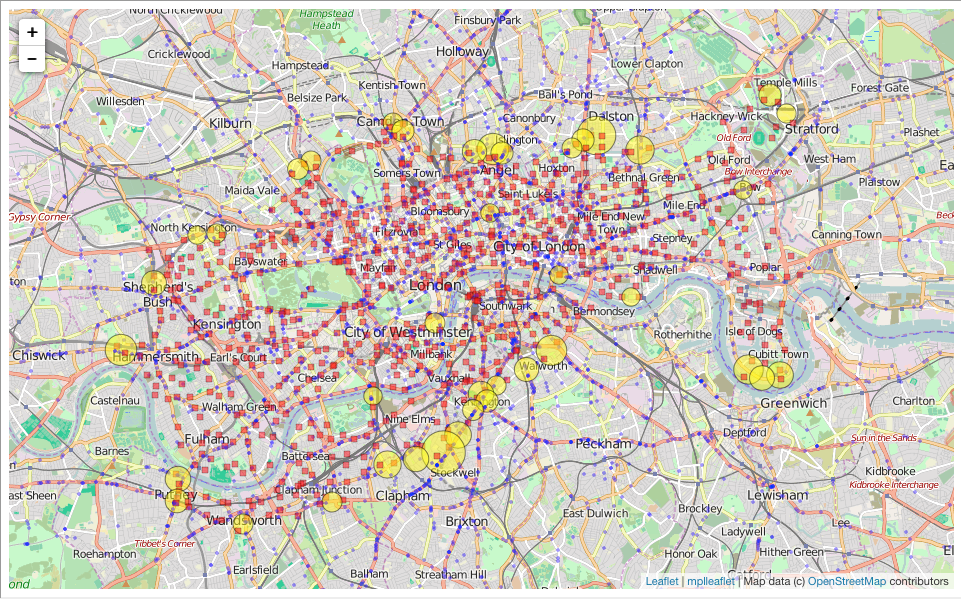 North Cricklewood
Hampstead
Heath
Finsbury Park
Upper Clapton
+
−
Cricklewood
Holloway
Hampstead
Lower Clapton
Kentish Town
Temple Mills
Forest Gate
Willesden
Belsize Park
Ball's Pond
Kilburn
Camden Town
Canonbury
Dalston
Hackney Wick
Stratford
Plashet
Islington
Old Ford
Angel
Hoxton
Old Ford
West Ham
Somers Town
Bow Interchange
Maida Vale
Saint Luke's
Bethnal Green
Bow
Plaistow
Ea
Gypsy Corner
Bloomsbury
Mile End
Mile End New
Town
Beck
North Kensington
Fitzrovia
St Giles
City of London
Stepney
Canning Town
Bayswater
Mayfair
Shadwell
Poplar
ton
Shepherd's
Bush
London
Southwark
Bermondsey
Kensington
City of Westminster
Rotherhithe
Isle of Dogs
Chiswick
Hammersmith
Earl's Court
Millbank
Cubitt Town
Walworth
Chelsea
Vauxhall
Castelnau
Walham Green
Kennington
Greenwich
Charlton
Nine Elms
Deptford
Fulham
Peckham
Sun in the Sands
Barnes
Battersea
Stockwell
Kidbrooke
Kidbrooke Interchange
ast Sheen
Putney
Clapham Junction
Clapham
Lewisham
Wandsworth
Brixton
East Dulwich
Brockley
Lee
Ladywell
Tibbet's Corner
Roehampton
Honor Oak
Hither Green
El
Earlsfield
Balham
Streatham Hill
ond
Catford
Leaflet | mplleaflet | Map data (c) OpenStreetMap contributors